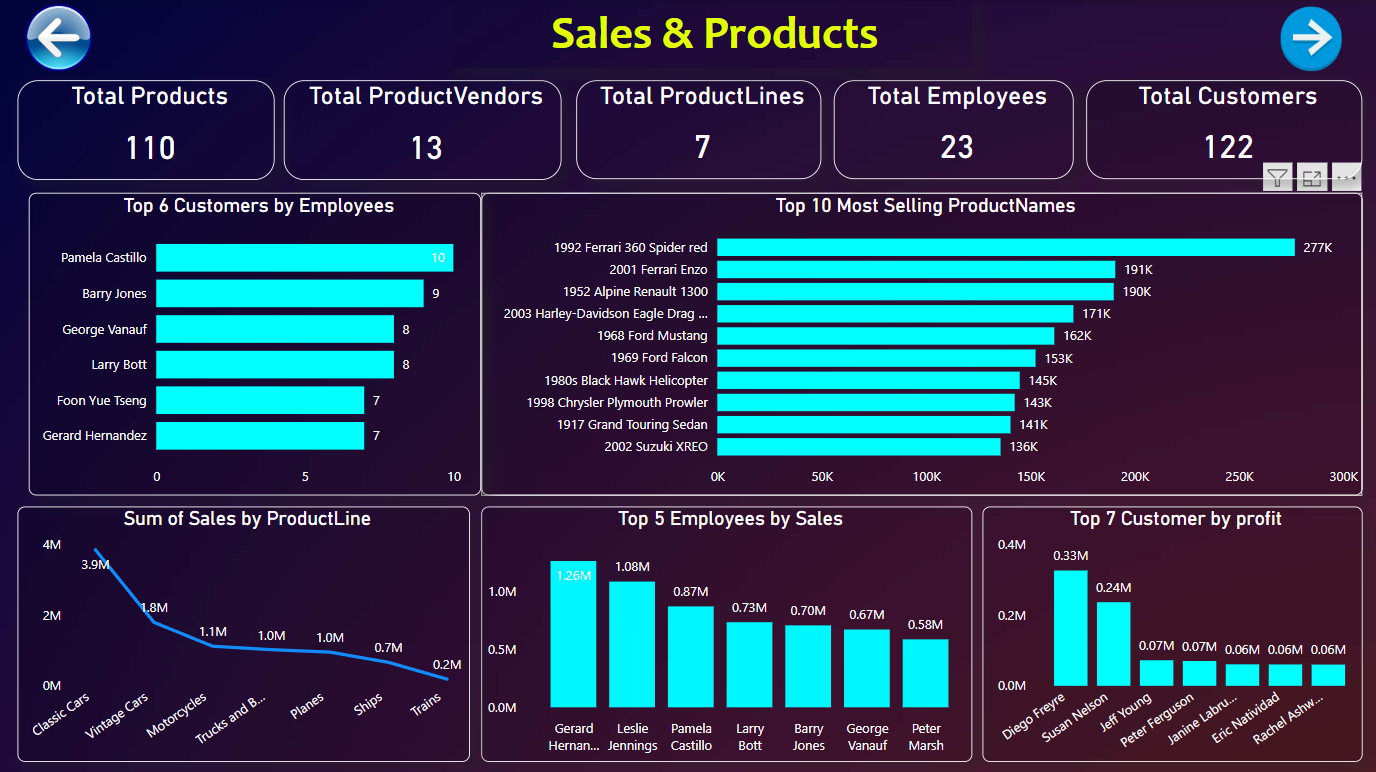 Sales & Products
Total Products
110
Total ProductVendors
13
Total ProductLines
7
Total Employees
23
Total Customers
122
Top 6 Customers by Employees
Pamela Castillo 10
Barry Jones 9
George Vanauf 8
Larry Bott 8
Foon Yue Tseng 7
Gerard Hernandez 7
0 5 10
Top 10 Most Selling ProductNames
1992 Ferrari 360 Spider red 277K
2001 Ferrari Enzo 191K
1952 Alpine Renault 1300 190K
2003 Harley-Davidson Eagle Drag ... 171K
1968 Ford Mustang 162K
1969 Ford Falcon 153K
1980s Black Hawk Helicopter 145K
1998 Chrysler Plymouth Prowler 143K
1917 Grand Touring Sedan 141K
2002 Suzuki XREO 136K
0K 50K 100K 150K 200K 250K 300K
Sum of Sales by ProductLine
4M
2M
0M
3.9M 1.8M 1.1M 1.0M 1.0M 0.7M 0.2M
Classic Cars Vintage Cars Motorcycles Trucks and B... Planes Ships Trains
Top 5 Employees by Sales
1.0M
0.5M
0.0M
1.26M 1.08M 0.87M 0.73M 0.70M 0.67M 0.58M
Gerard Leslie Pamela Larry Barry George Peter
Hernan... Jennings Castillo Bott Jones Vanauf Marsh
Top 7 Customer by profit
0.4M
0.2M
0.0M
0.33M 0.24M 0.07M 0.07M 0.06M 0.06M 0.06M
Diego Freyre Susan Nelson Jeff Young Peter Ferguson Janine Labru... Eric Natividad Rachel Ashw...